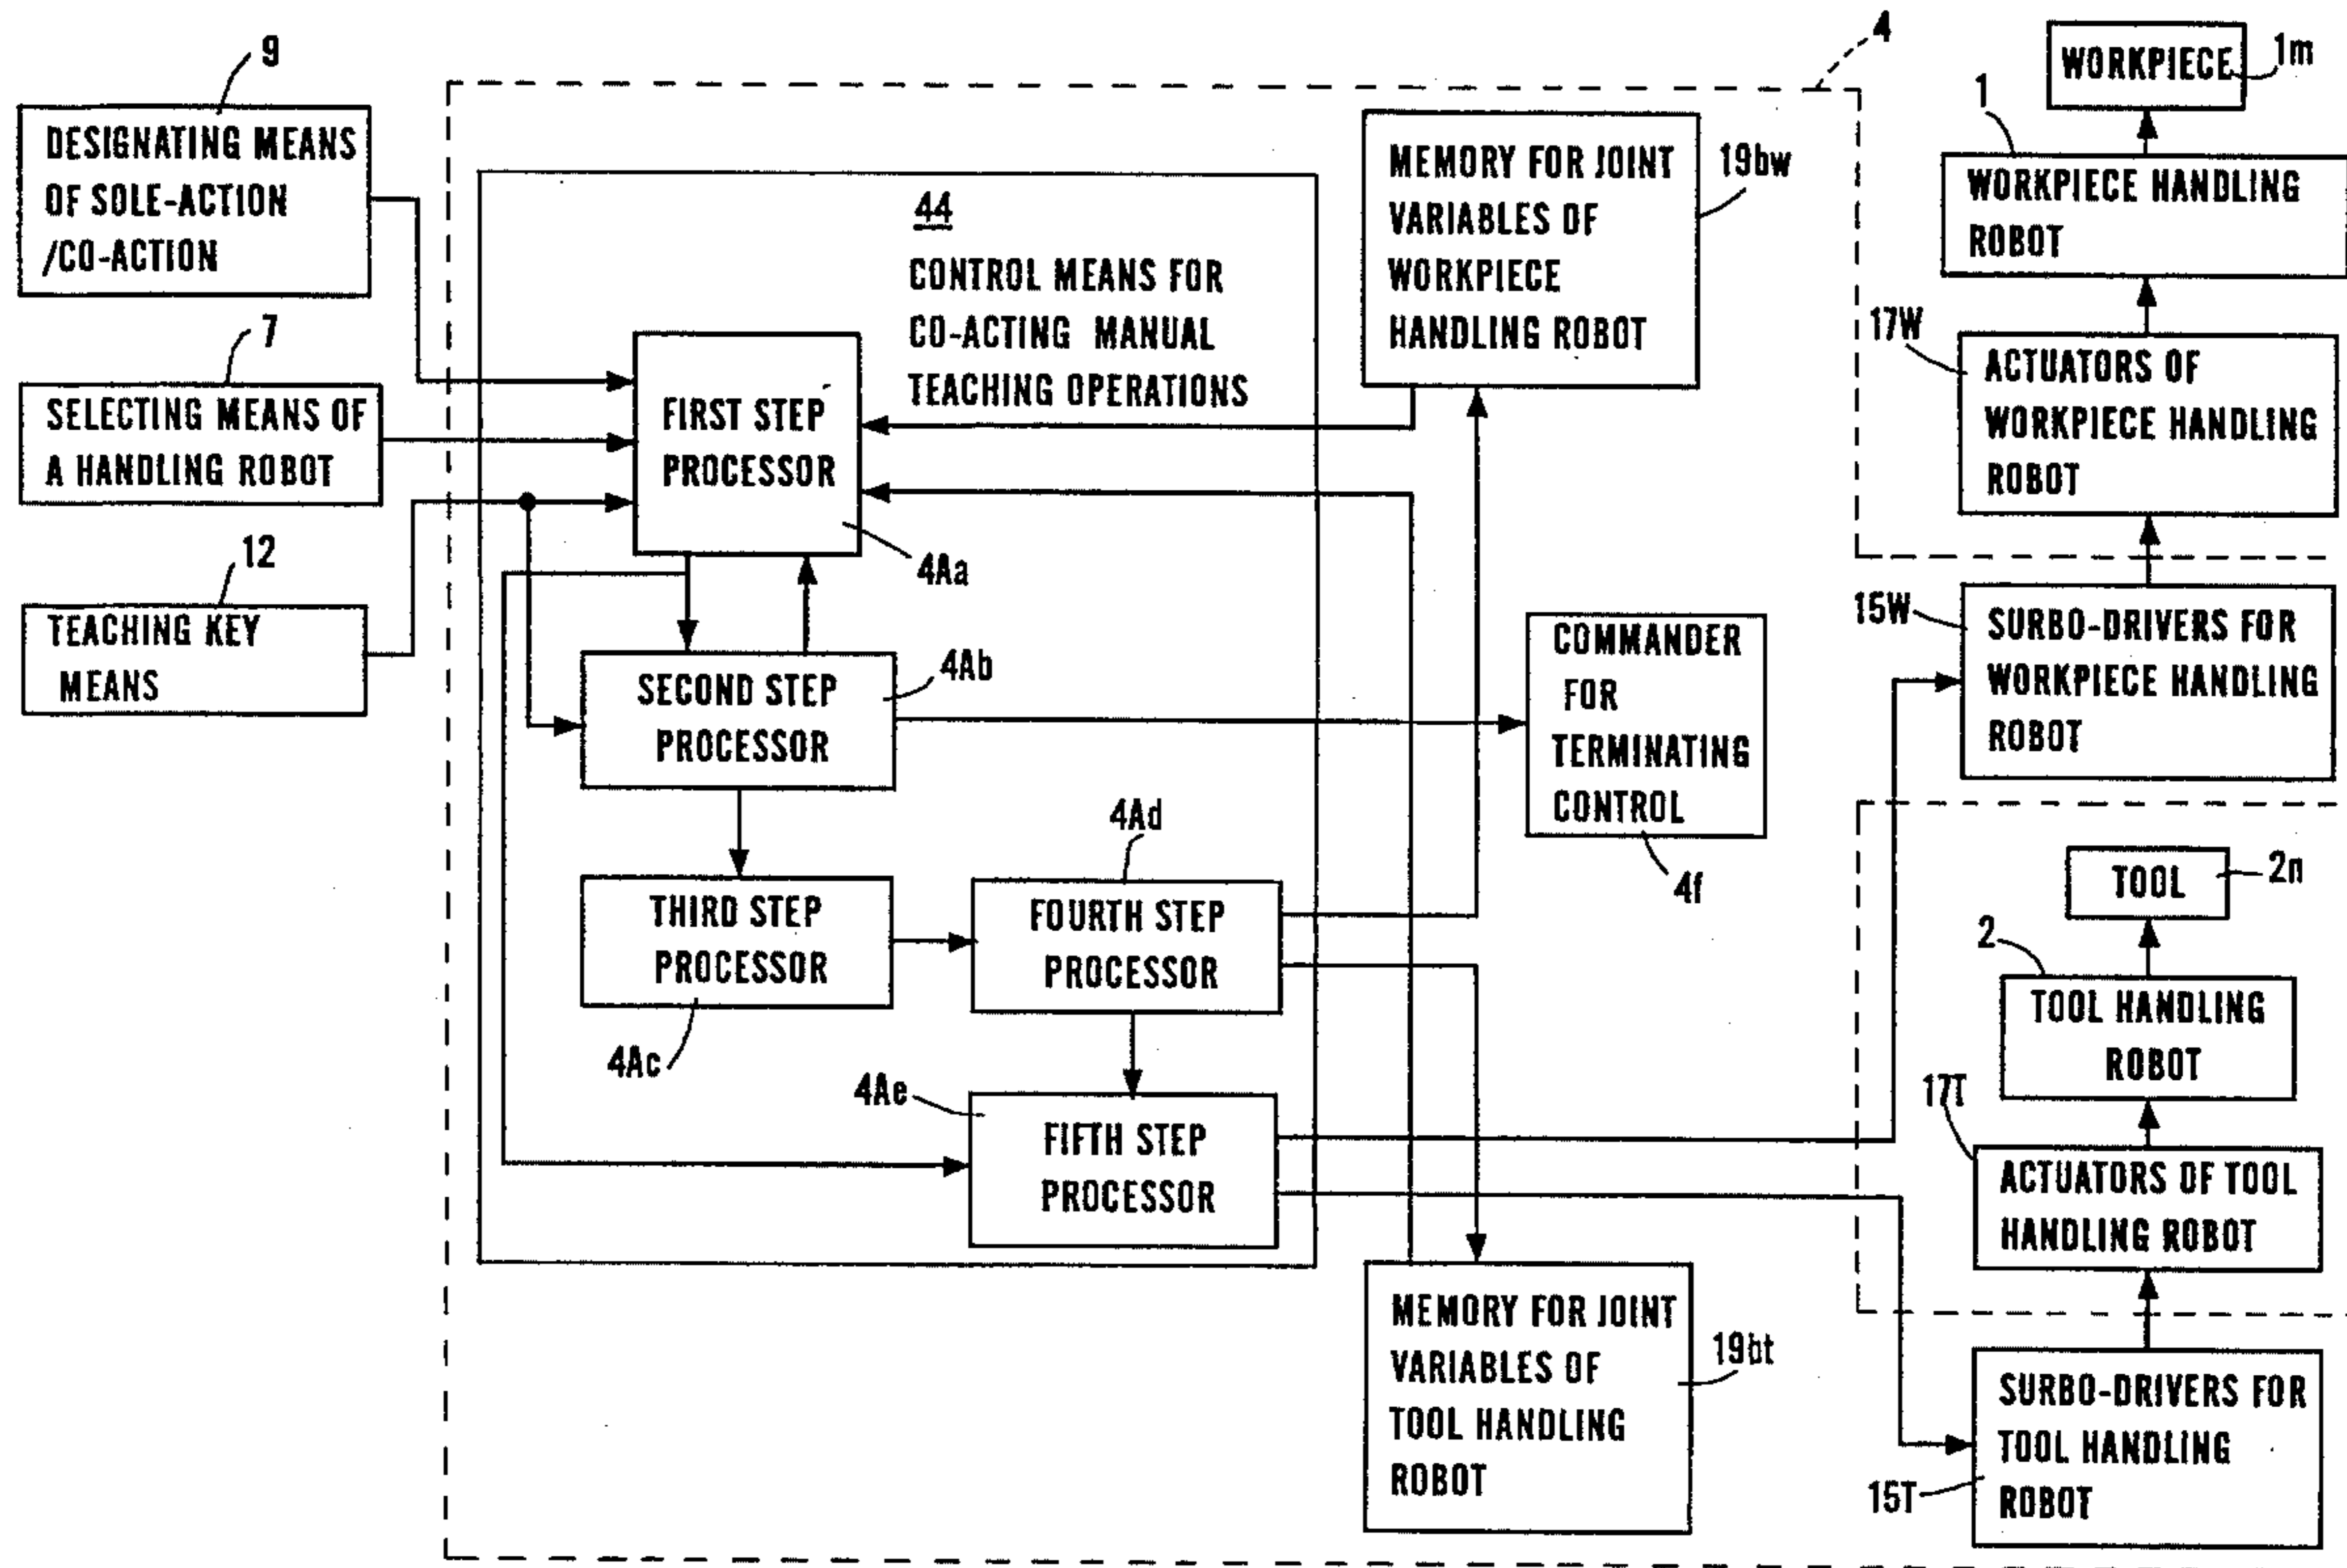 9
DESIGNATING MEANS
OF SOLE-ACTION
/CO-ACTION
7
SELECTING MEANS OF
A HANDLING ROBOT
12
TEACHING KEY
MEANS
4
44
CONTROL MEANS FOR
CO-ACTING MANUAL
TEACHING OPERATIONS
FIRST STEP
PROCESSOR
4Aa
SECOND STEP
PROCESSOR
4Ab
THIRD STEP
PROCESSOR
4Ac
4Ad
FOURTH STEP
PROCESSOR
4Ae
FIFTH STEP
PROCESSOR
MEMORY FOR JOINT
VARIABLES OF
WORKPIECE
HANDLING ROBOT
19bw
COMMANDER
FOR
TERMINATING
CONTROL
4f
MEMORY FOR JOINT
VARIABLES OF
TOOL HANDLING
ROBOT
19bt
WORKPIECE
1m
1
WORKPIECE HANDLING
ROBOT
17W
ACTUATORS OF
WORKPIECE HANDLING
ROBOT
15W
SURBO-DRIVERS FOR
WORKPIECE HANDLING
ROBOT
TOOL
2n
2
TOOL HANDLING
ROBOT
17T
ACTUATORS OF TOOL
HANDLING ROBOT
SURBO-DRIVERS FOR
TOOL HANDLING
ROBOT
15T